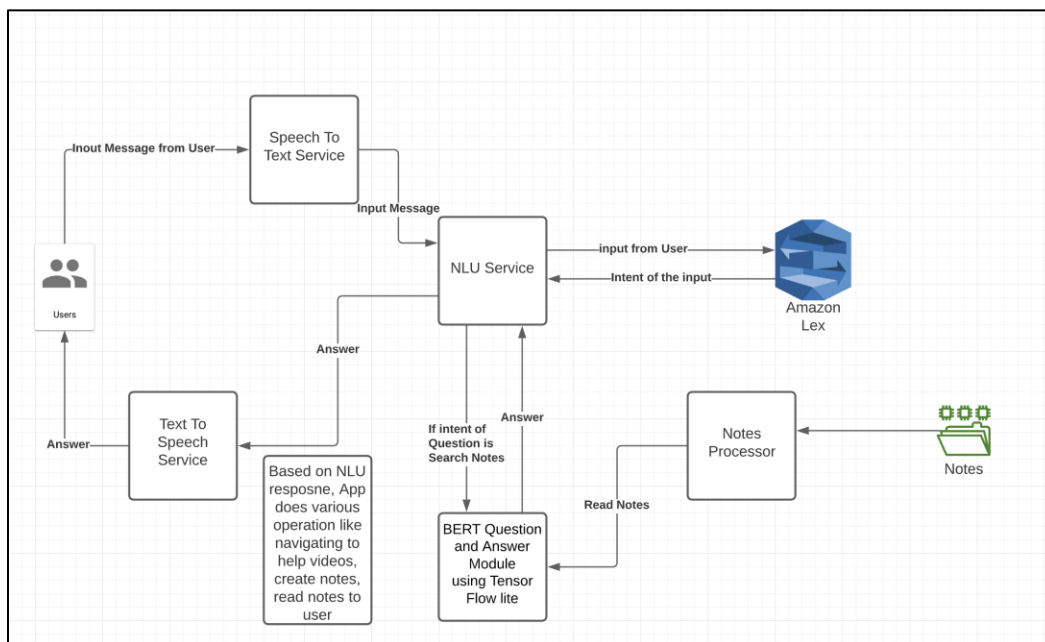 Speech To
Text Service
Inout Message from User
Input Message
NLU Service
input from User
Intent of the input
Amazon
Lex
Users
Answer
Answer
Text To
Speech
Service
If intent of
Question is
Search Notes
Answer
Notes
Processor
Notes
Based on NLU
resposne, App
does various
operation like
navigating to
help videos,
create notes,
read notes to
user
Read Notes
BERT Question
and Answer
Module
using Tensor
Flow lite